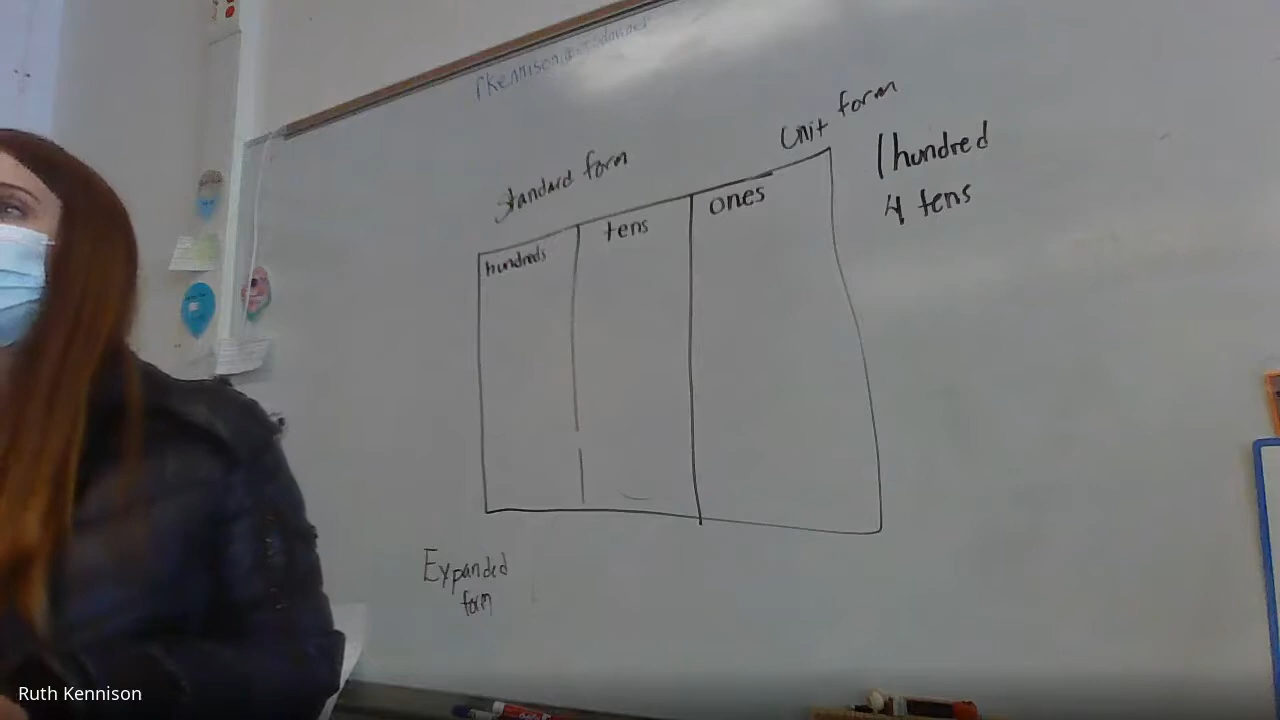 Unit form
1 hundred
4 tens
Standard form
hundreds tens ones
Expanded
form
Ruth Kennison